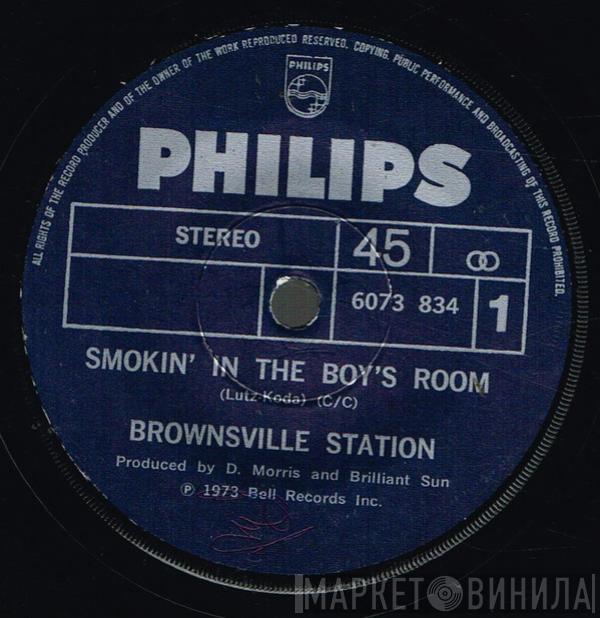 ALL RIGHTS OF THE RECORD PRODUCER AND OF THE OWNER OF THE WORK REPRODUCED RESERVED. COPYING, PUBLIC PERFORMANCE AND BROADCASTING OF THIS RECORD PROHIBITED.
PHILIPS
PHILIPS
STEREO 45
6073 834 1
SMOKIN' IN THE BOY'S ROOM
(Lutz-Koda) (C/C)
BROWNSVILLE STATION
Produced by D. Morris and Brilliant Sun
℗ 1973 Bell Records Inc.
МАРКЕТ ВИНИЛА